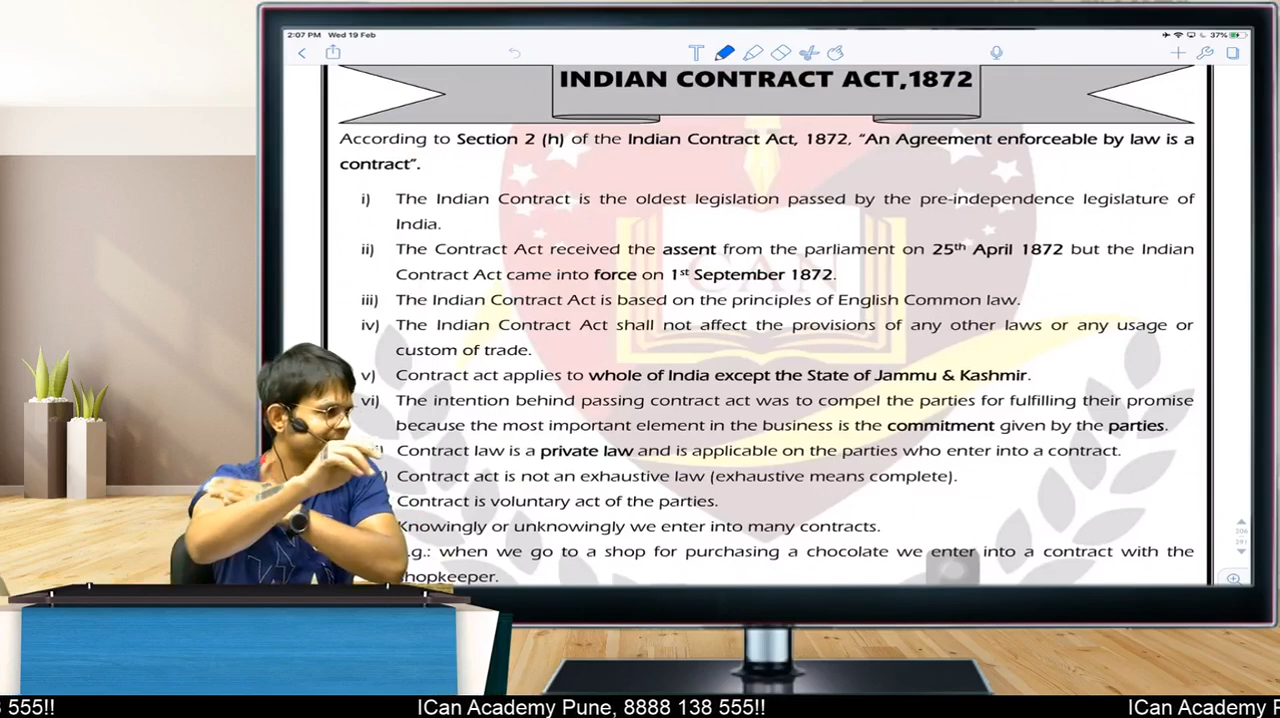 2:07 PM Wed 19 Feb
37%
T
INDIAN CONTRACT ACT,1872
According to Section 2 (h) of the Indian Contract Act, 1872, “An Agreement enforceable by law is a
contract”.
i) The Indian Contract is the oldest legislation passed by the pre-independence legislature of
India.
ii) The Contract Act received the assent from the parliament on 25th April 1872 but the Indian
Contract Act came into force on 1st September 1872.
iii) The Indian Contract Act is based on the principles of English Common law.
iv) The Indian Contract Act shall not affect the provisions of any other laws or any usage or
custom of trade.
v) Contract act applies to whole of India except the State of Jammu & Kashmir.
vi) The intention behind passing contract act was to compel the parties for fulfilling their promise
because the most important element in the business is the commitment given by the parties.
Contract law is a private law and is applicable on the parties who enter into a contract.
Contract act is not an exhaustive law (exhaustive means complete).
Contract is voluntary act of the parties.
Knowingly or unknowingly we enter into many contracts.
.g.: when we go to a shop for purchasing a chocolate we enter into a contract with the
hopkeeper.
CAN
206
291
555!! ICan Academy Pune, 8888 138 555!! ICan Academy P